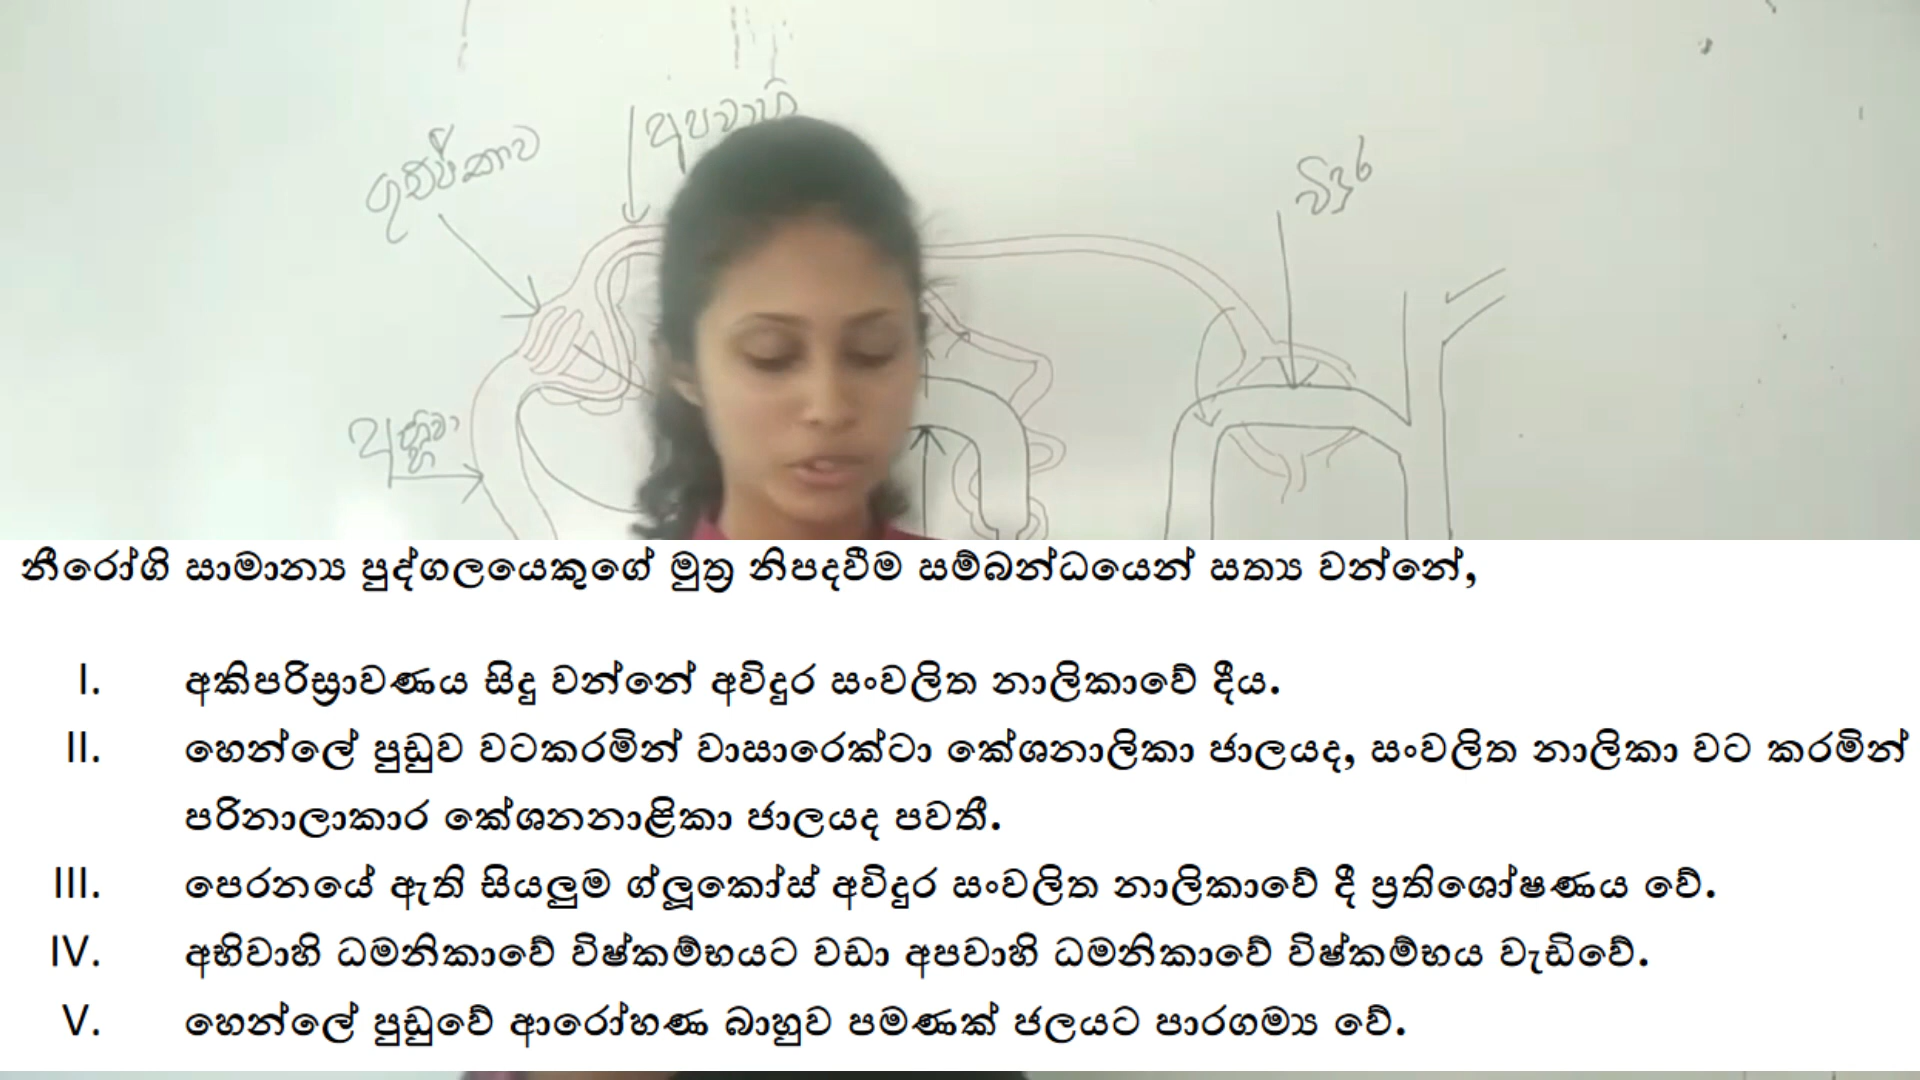 අපවාහි
ගුච්ඡිකාව
විදුර
අභිවා
නීරෝගි සාමාන්‍ය පුද්ගලයෙකුගේ මුත්‍ර නිපදවීම සම්බන්ධයෙන් සත්‍ය වන්නේ,
I. අකිපරිස්‍රාවණය සිදු වන්නේ අවිදුර සංවලිත නාලිකාවේ දීය.
II. හෙන්ලේ පුඩුව වටකරමින් වාසාරෙක්ටා කේශනාලිකා ජාලයද, සංවලිත නාලිකා වට කරමින්
පරිනාලාකාර කේශනනාළිකා ජාලයද පවතී.
III. පෙරනයේ ඇති සියලුම ග්ලූකෝස් අවිදුර සංවලිත නාලිකාවේ දී ප්‍රතිශෝෂණය වේ.
IV. අභිවාහි ධමනිකාවේ විෂ්කම්භයට වඩා අපවාහි ධමනිකාවේ විෂ්කම්භය වැඩිවේ.
V. හෙන්ලේ පුඩුවේ ආරෝහණ බාහුව පමණක් ජලයට පාරගම්‍ය වේ.